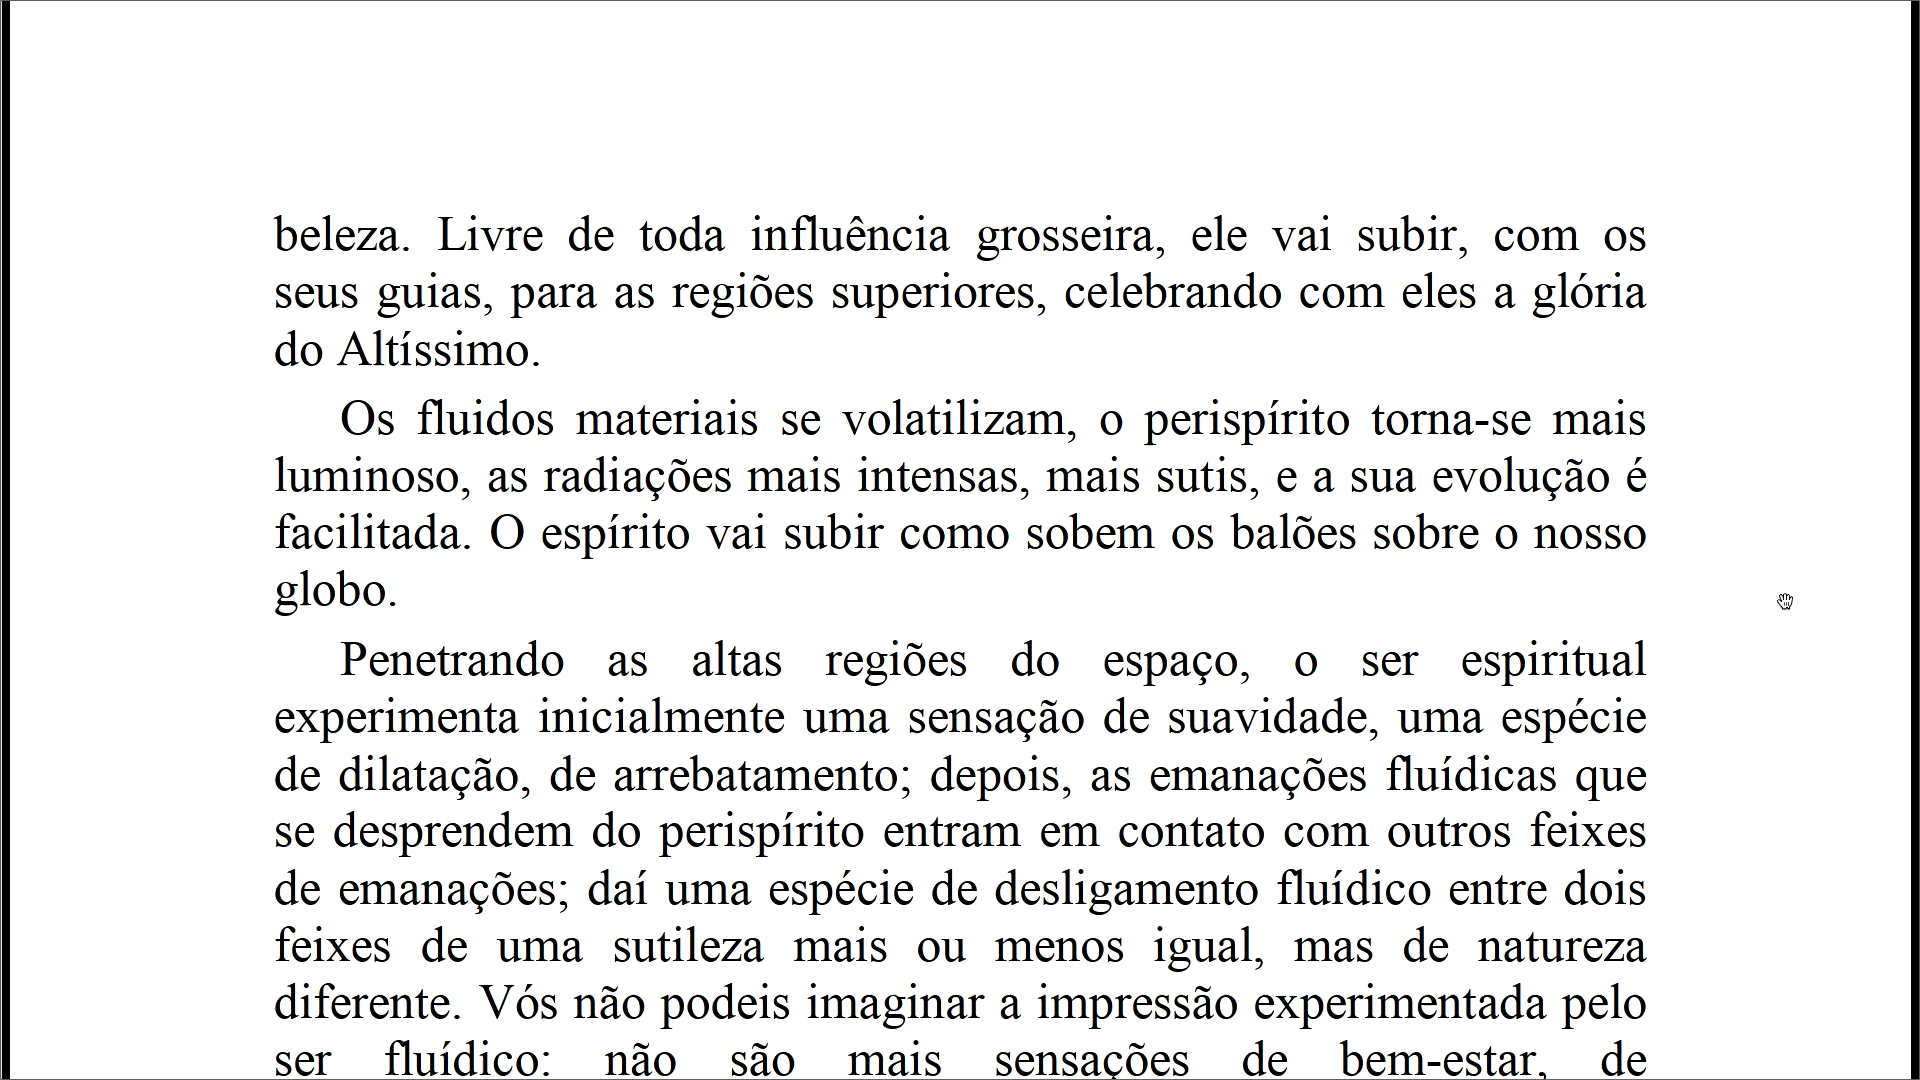 beleza. Livre de toda influência grosseira, ele vai subir, com os
seus guias, para as regiões superiores, celebrando com eles a glória
do Altíssimo.
Os fluidos materiais se volatilizam, o perispírito torna-se mais
luminoso, as radiações mais intensas, mais sutis, e a sua evolução é
facilitada. O espírito vai subir como sobem os balões sobre o nosso
globo.
Penetrando as altas regiões do espaço, o ser espiritual
experimenta inicialmente uma sensação de suavidade, uma espécie
de dilatação, de arrebatamento; depois, as emanações fluídicas que
se desprendem do perispírito entram em contato com outros feixes
de emanações; daí uma espécie de desligamento fluídico entre dois
feixes de uma sutileza mais ou menos igual, mas de natureza
diferente. Vós não podeis imaginar a impressão experimentada pelo
ser fluídico: não são mais sensações de bem-estar, de